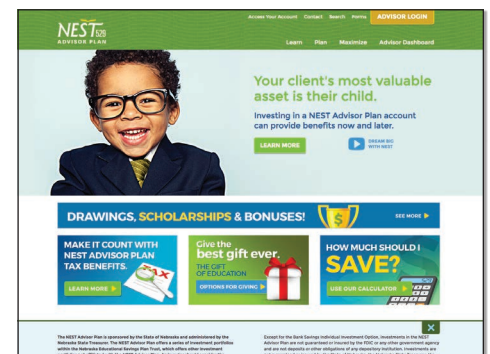 Access Your Account Contact Search Forms ADVISOR LOGIN
NEST 529
ADVISOR PLAN
Learn Plan Maximize Advisor Dashboard
Your client's most valuable
asset is their child.
Investing in a NEST Advisor Plan account
can provide benefits now and later.
LEARN MORE
DREAM BIG
WITH NEST
DRAWINGS, SCHOLARSHIPS & BONUSES!
$
SEE MORE
MAKE IT COUNT WITH
NEST ADVISOR PLAN
TAX BENEFITS.
TAX
LEARN MORE
Give the
best gift ever.
THE GIFT
OF EDUCATION
OPTIONS FOR GIVING
HOW MUCH SHOULD I
SAVE?
USE OUR CALCULATOR
X
The NEST Advisor Plan is sponsored by the State of Nebraska and administered by the
Nebraska State Treasurer. The NEST Advisor Plan offers a series of investment portfolios
within the Nebraska Educational Savings Plan Trust, which offers other investment
Except for the Bank Savings Individual Investment Option, investments in the NEST
Advisor Plan are not guaranteed or insured by the FDIC or any other government agency
and are not deposits or other obligations of any depository institution. Investments are